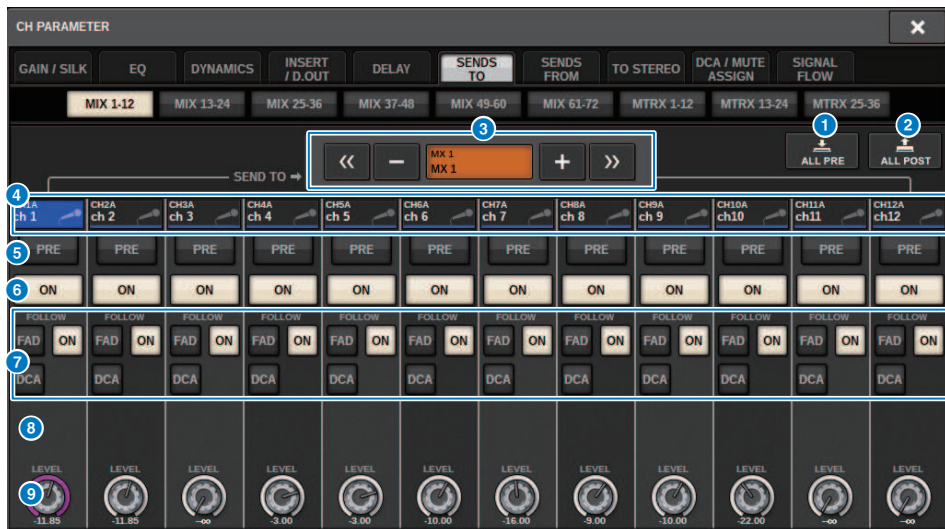 CH PARAMETER
GAIN / SILK EQ DYNAMICS INSERT / D.OUT DELAY SENDS TO SENDS FROM TO STEREO DCA / MUTE ASSIGN SIGNAL FLOW
MIX 1-12 MIX 13-24 MIX 25-36 MIX 37-48 MIX 49-60 MIX 61-72 MTRX 1-12 MTRX 13-24 MTRX 25-36
3 1 2
MX 1
MX 1
ALL PRE ALL POST
SEND TO
4 CH2A CH3A CH4A CH5A CH6A CH7A CH8A CH9A CH10A CH11A CH12A
ch 1 ch 2 ch 3 ch 4 ch 5 ch 6 ch 7 ch 8 ch 9 ch10 ch11 ch12
5 PRE PRE PRE PRE PRE PRE PRE PRE PRE PRE PRE PRE
6 ON ON ON ON ON ON ON ON ON ON ON ON
FOLLOW FOLLOW FOLLOW FOLLOW FOLLOW FOLLOW FOLLOW FOLLOW FOLLOW FOLLOW FOLLOW FOLLOW
FAD ON FAD ON FAD ON FAD ON FAD ON FAD ON FAD ON FAD ON FAD ON FAD ON FAD ON FAD ON
7 DCA DCA DCA DCA DCA DCA DCA DCA DCA DCA DCA DCA
8
LEVEL LEVEL LEVEL LEVEL LEVEL LEVEL LEVEL LEVEL LEVEL LEVEL LEVEL LEVEL
9
-11.85 -11.85 -∞ -3.00 -3.00 -10.00 -16.00 -9.00 -10.00 -22.00 -∞ -∞